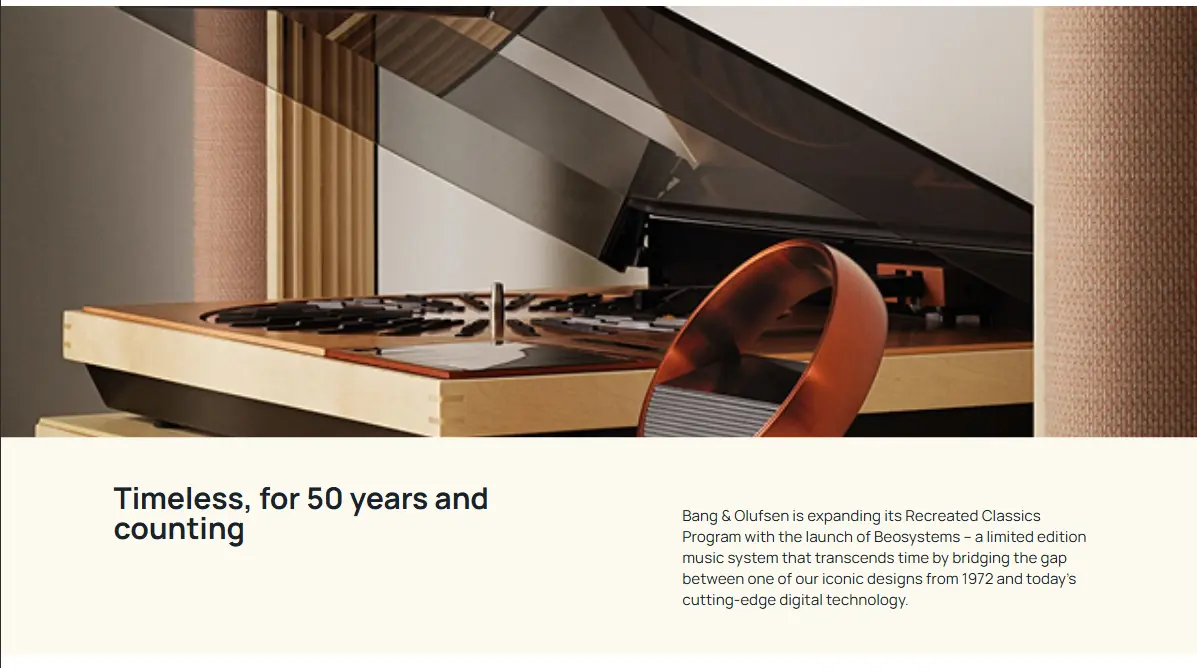 Timeless, for 50 years and
counting
Bang & Olufsen is expanding its Recreated Classics
Program with the launch of Beosystems – a limited edition
music system that transcends time by bridging the gap
between one of our iconic designs from 1972 and today's
cutting-edge digital technology.